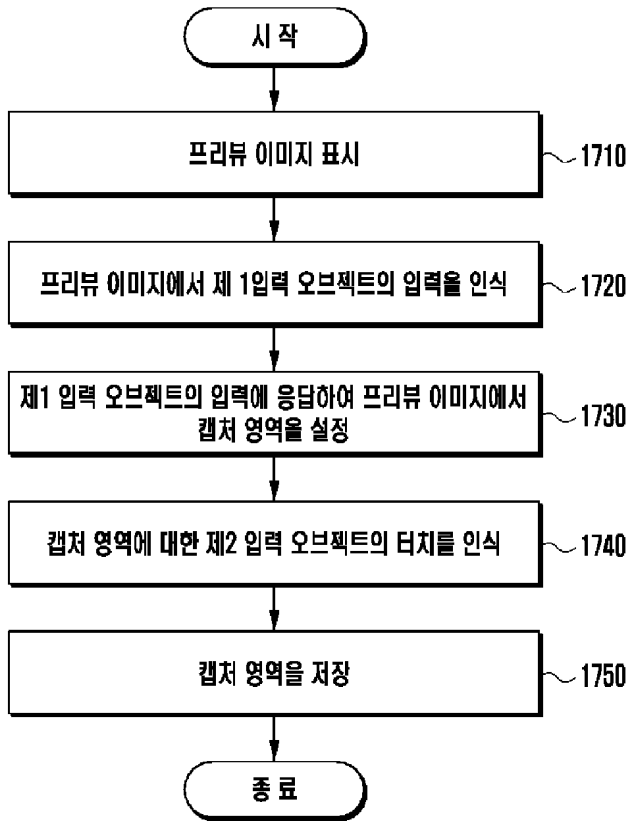 시 작
프리뷰 이미지 표시
1710
프리뷰 이미지에서 제 1입력 오브젝트의 입력을 인식
1720
제1 입력 오브젝트의 입력에 응답하여 프리뷰 이미지에서
캡처 영역을 설정
1730
캡처 영역에 대한 제2 입력 오브젝트의 터치를 인식
1740
캡처 영역을 저장
1750
종 료